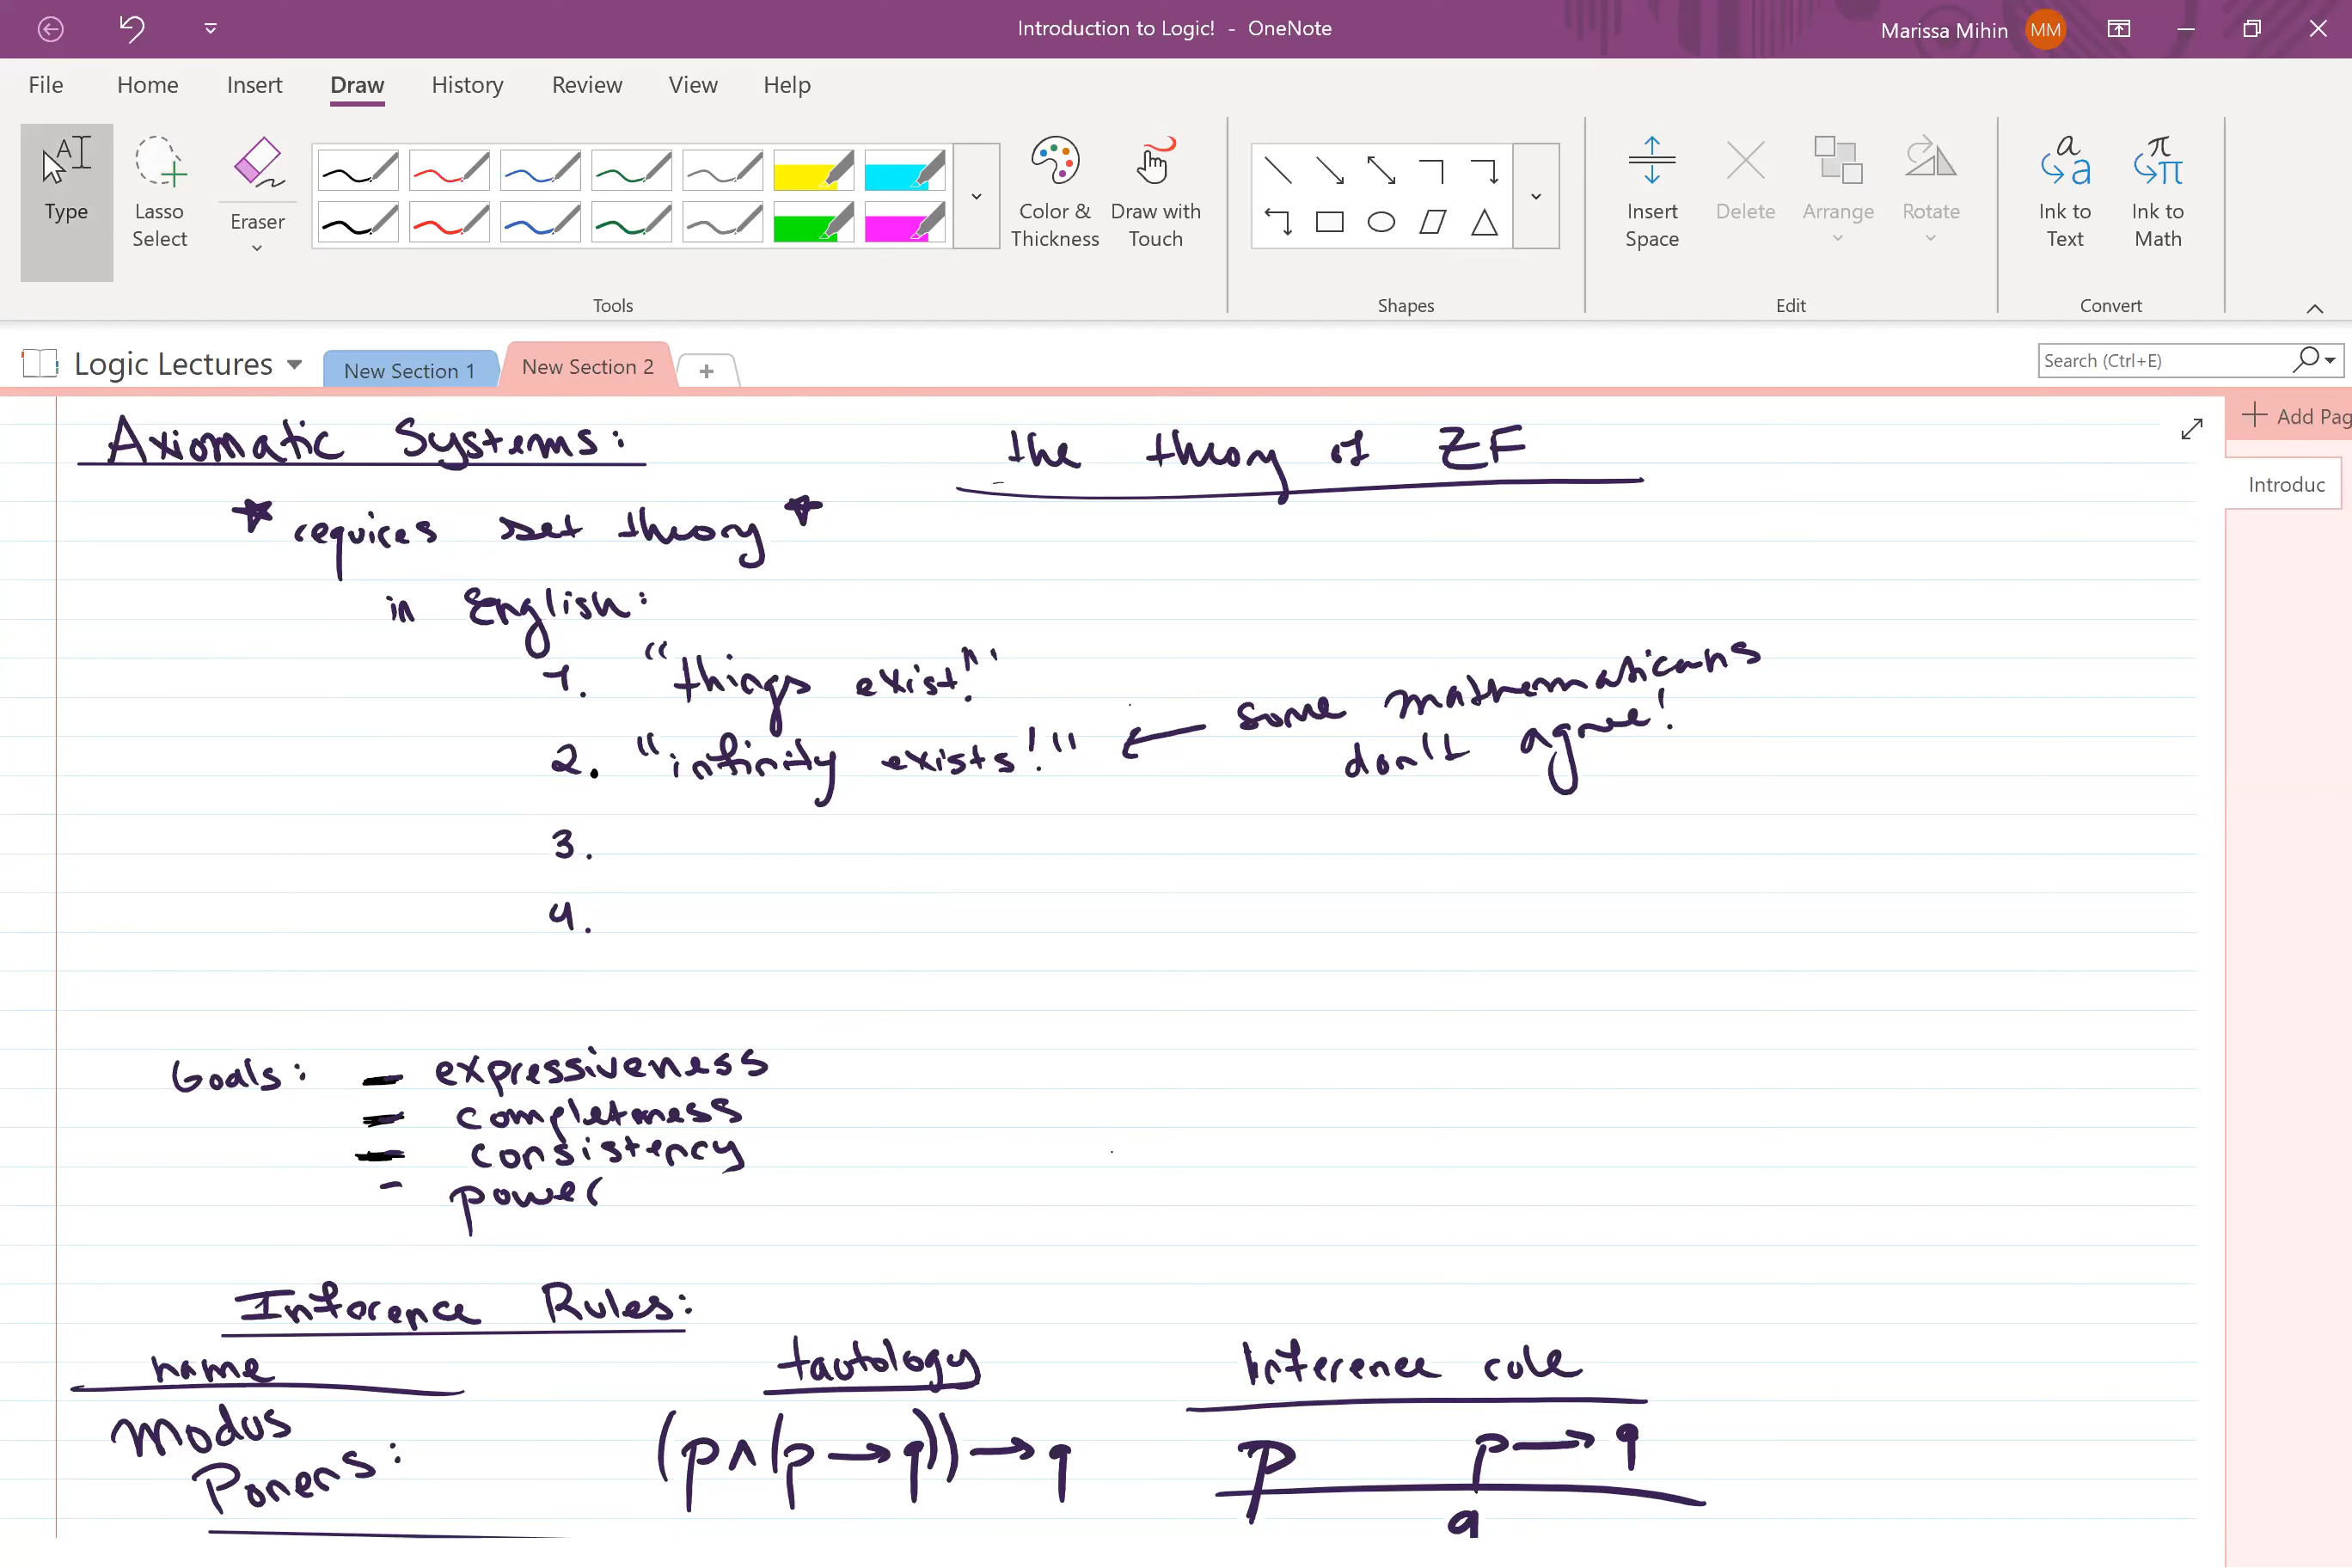 Introduction to Logic! - OneNote
Marissa Mihin MM
File Home Insert Draw History Review View Help
Type
Lasso Select
Eraser
Color & Thickness
Draw with Touch
Insert Space
Delete
Arrange
Rotate
Ink to Text
Ink to Math
Tools
Shapes
Edit
Convert
Logic Lectures New Section 1 New Section 2 +
Search (Ctrl+E)
Add Pag
Introduc
Axiomatic Systems:
the theory of ZF
requires set theory
in English:
1. "things exist!"
2. "infinity exists!" ← some mathematicans
don't agree!
3.
4.
Goals: - expressiveness
- completness
- consistency
- power
Inference Rules:
name tautology Inference rule
Modus Ponens:
(p ∧ (p → q)) → q
p p → q
q